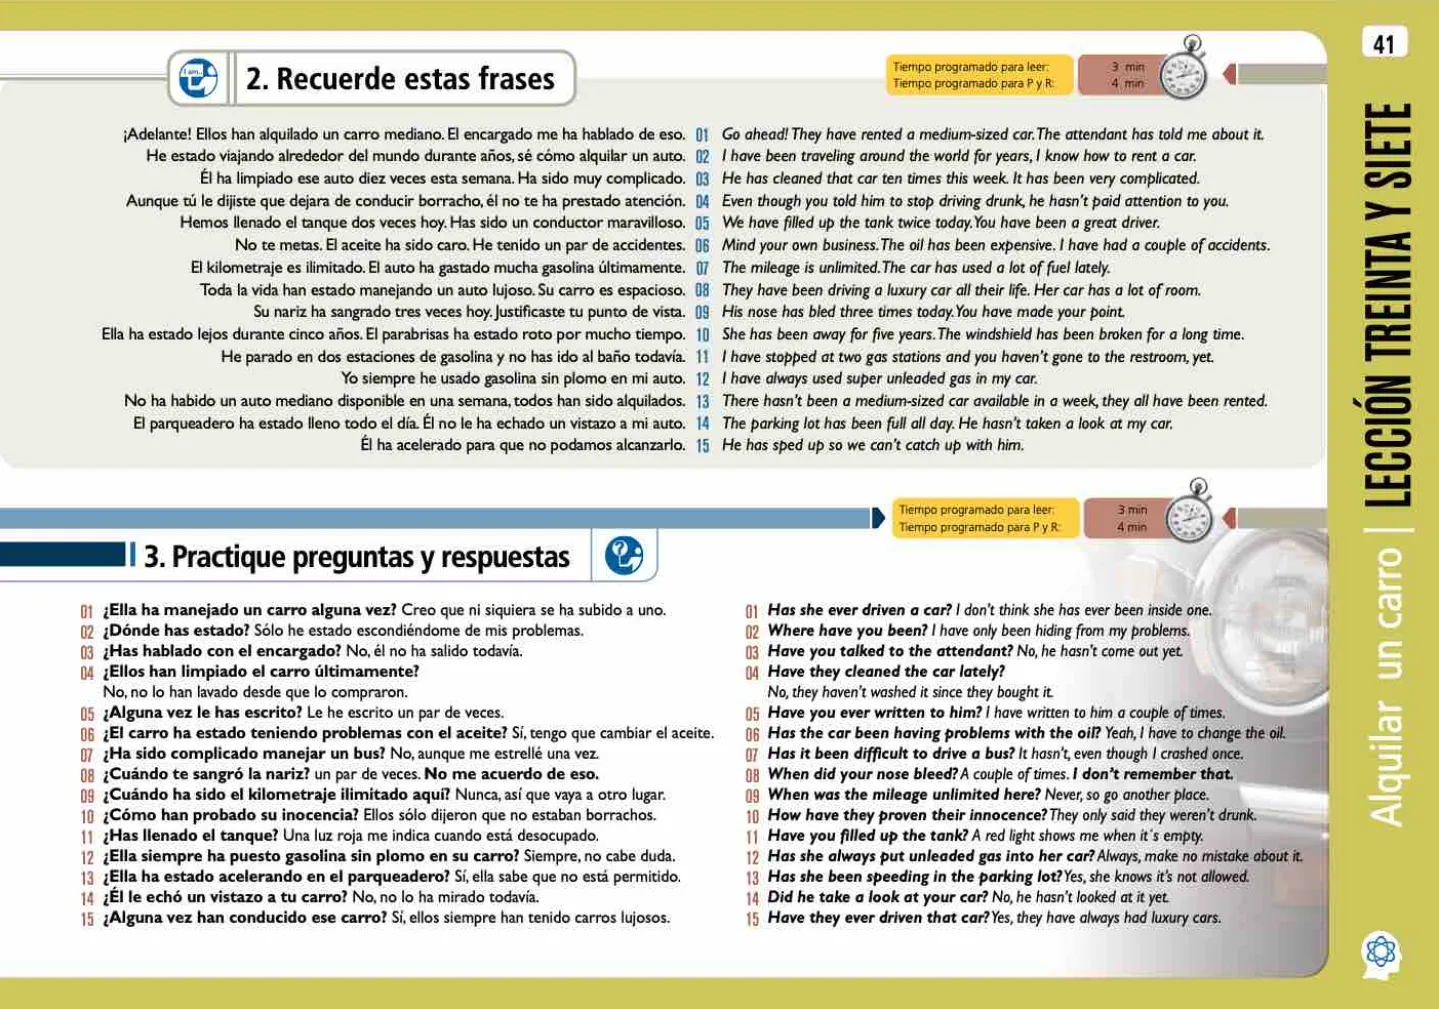 41
2. Recuerde estas frases
Tiempo programado para leer: 3 min
Tiempo programado para P y R: 4 min
¡Adelante! Ellos han alquilado un carro mediano. El encargado me ha hablado de eso. 01 Go ahead! They have rented a medium-sized car. The attendant has told me about it.
He estado viajando alrededor del mundo durante años, sé cómo alquilar un auto. 02 I have been traveling around the world for years, I know how to rent a car.
Él ha limpiado ese auto diez veces esta semana. Ha sido muy complicado. 03 He has cleaned that car ten times this week. It has been very complicated.
Aunque tú le dijiste que dejara de conducir borracho, él no te ha prestado atención. 04 Even though you told him to stop driving drunk, he hasn't paid attention to you.
Hemos llenado el tanque dos veces hoy. Has sido un conductor maravilloso. 05 We have filled up the tank twice today. You have been a great driver.
No te metas. El aceite ha sido caro. He tenido un par de accidentes. 06 Mind your own business. The oil has been expensive. I have had a couple of accidents.
El kilometraje es ilimitado. El auto ha gastado mucha gasolina últimamente. 07 The mileage is unlimited. The car has used a lot of fuel lately.
Toda la vida han estado manejando un auto lujoso. Su carro es espacioso. 08 They have been driving a luxury car all their life. Her car has a lot of room.
Su nariz ha sangrado tres veces hoy. Justificaste tu punto de vista. 09 His nose has bled three times today. You have made your point.
Ella ha estado lejos durante cinco años. El parabrisas ha estado roto por mucho tiempo. 10 She has been away for five years. The windshield has been broken for a long time.
He parado en dos estaciones de gasolina y no has ido al baño todavía. 11 I have stopped at two gas stations and you haven't gone to the restroom, yet.
Yo siempre he usado gasolina sin plomo en mi auto. 12 I have always used super unleaded gas in my car.
No ha habido un auto mediano disponible en una semana, todos han sido alquilados. 13 There hasn't been a medium-sized car available in a week, they all have been rented.
El parqueadero ha estado lleno todo el día. Él no le ha echado un vistazo a mi auto. 14 The parking lot has been full all day. He hasn't taken a look at my car.
Él ha acelerado para que no podamos alcanzarlo. 15 He has sped up so we can't catch up with him.
Tiempo programado para leer: 3 min
Tiempo programado para P y R: 4 min
3. Practique preguntas y respuestas
01 ¿Ella ha manejado un carro alguna vez? Creo que ni siquiera se ha subido a uno.
02 ¿Dónde has estado? Sólo he estado escondiéndome de mis problemas.
03 ¿Has hablado con el encargado? No, él no ha salido todavía.
04 ¿Ellos han limpiado el carro últimamente?
No, no lo han lavado desde que lo compraron.
05 ¿Alguna vez le has escrito? Le he escrito un par de veces.
06 ¿El carro ha estado teniendo problemas con el aceite? Sí, tengo que cambiar el aceite.
07 ¿Ha sido complicado manejar un bus? No, aunque me estrellé una vez.
08 ¿Cuándo te sangró la nariz? un par de veces. No me acuerdo de eso.
09 ¿Cuándo ha sido el kilometraje ilimitado aquí? Nunca, así que vaya a otro lugar.
10 ¿Cómo han probado su inocencia? Ellos sólo dijeron que no estaban borrachos.
11 ¿Has llenado el tanque? Una luz roja me indica cuando está desocupado.
12 ¿Ella siempre ha puesto gasolina sin plomo en su carro? Siempre, no cabe duda.
13 ¿Ella ha estado acelerando en el parqueadero? Sí, ella sabe que no está permitido.
14 ¿Él le echó un vistazo a tu carro? No, no lo ha mirado todavía.
15 ¿Alguna vez han conducido ese carro? Sí, ellos siempre han tenido carros lujosos.
01 Has she ever driven a car? I don't think she has ever been inside one.
02 Where have you been? I have only been hiding from my problems.
03 Have you talked to the attendant? No, he hasn't come out yet.
04 Have they cleaned the car lately?
No, they haven't washed it since they bought it.
05 Have you ever written to him? I have written to him a couple of times.
06 Has the car been having problems with the oil? Yeah, I have to change the oil.
07 Has it been difficult to drive a bus? It hasn't, even though I crashed once.
08 When did your nose bleed? A couple of times. I don't remember that.
09 When was the mileage unlimited here? Never, so go another place.
10 How have they proven their innocence? They only said they weren't drunk.
11 Have you filled up the tank? A red light shows me when it´s empty.
12 Has she always put unleaded gas into her car? Always, make no mistake about it.
13 Has she been speeding in the parking lot? Yes, she knows it's not allowed.
14 Did he take a look at your car? No, he hasn't looked at it yet.
15 Have they ever driven that car? Yes, they have always had luxury cars.
Alquilar un carro | LECCIÓN TREINTA Y SIETE